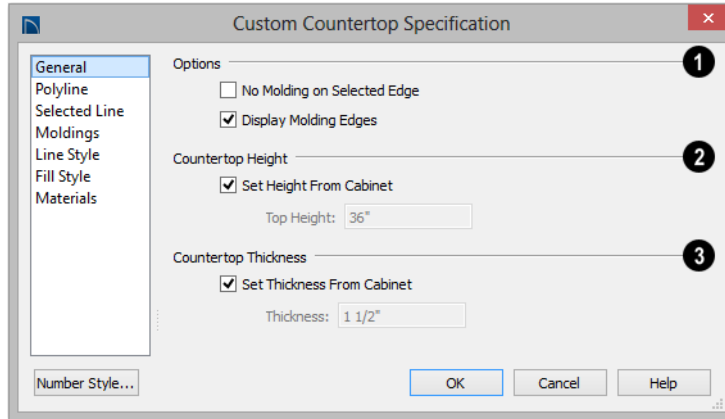 Custom Countertop Specification
General
Polyline
Selected Line
Moldings
Line Style
Fill Style
Materials
Options
1
No Molding on Selected Edge
Display Molding Edges
Countertop Height
2
Set Height From Cabinet
Top Height: 36"
Countertop Thickness
3
Set Thickness From Cabinet
Thickness: 1 1/2"
Number Style...
OK
Cancel
Help